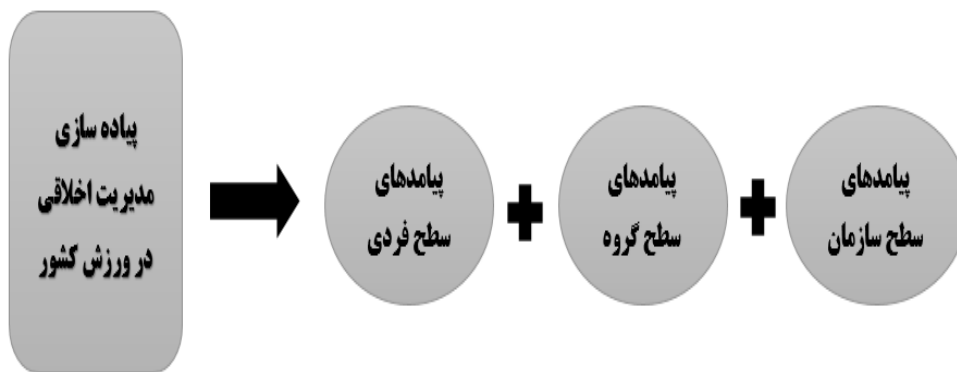 پیاده سازی
مدیریت اخلاقی
در ورزش کشور
پیامدهای
سطح فردی
پیامدهای
سطح گروه
پیامدهای
سطح سازمان